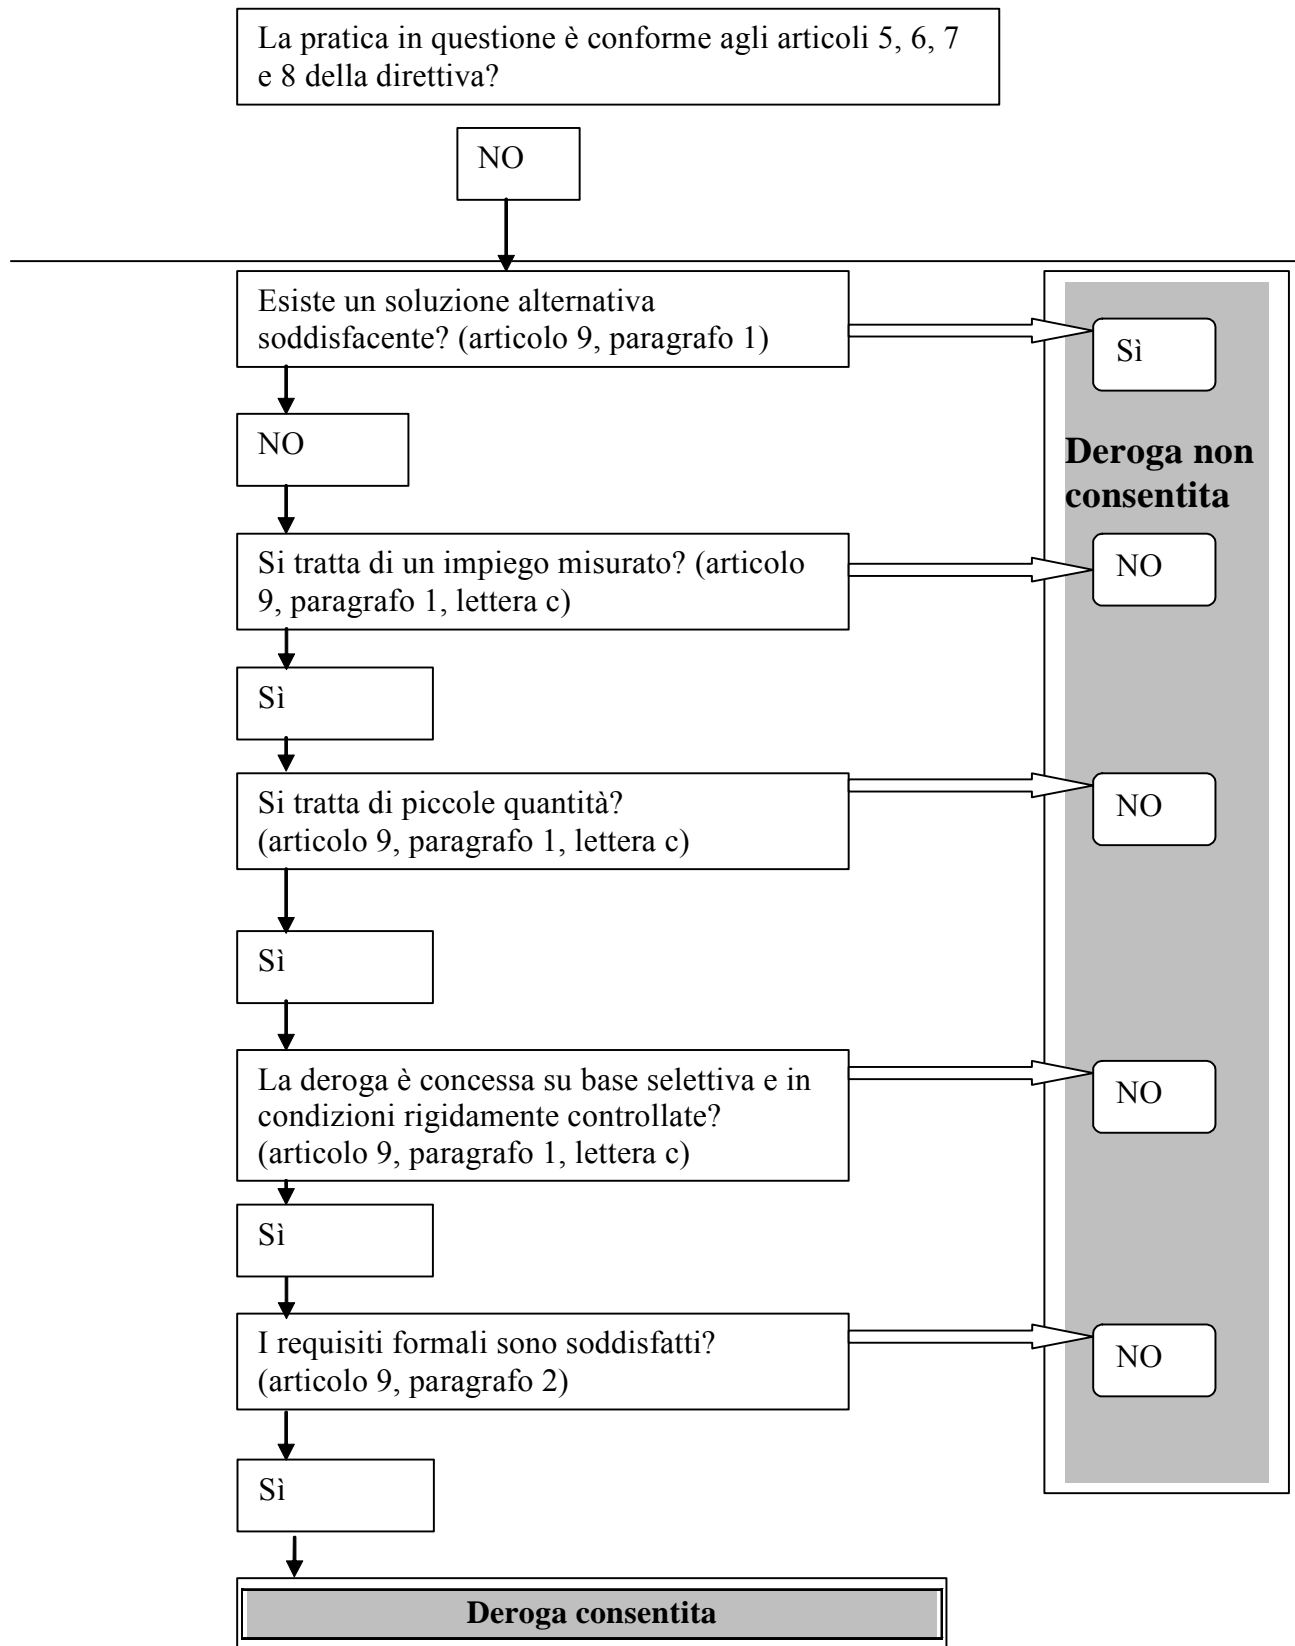 La pratica in questione è conforme agli articoli 5, 6, 7
e 8 della direttiva?
NO
Esiste un soluzione alternativa
soddisfacente? (articolo 9, paragrafo 1)
Sì
NO
Deroga non
consentita
Si tratta di un impiego misurato? (articolo
9, paragrafo 1, lettera c)
NO
Sì
Si tratta di piccole quantità?
(articolo 9, paragrafo 1, lettera c)
NO
Sì
La deroga è concessa su base selettiva e in
condizioni rigidamente controllate?
(articolo 9, paragrafo 1, lettera c)
NO
Sì
I requisiti formali sono soddisfatti?
(articolo 9, paragrafo 2)
NO
Sì
Deroga consentita